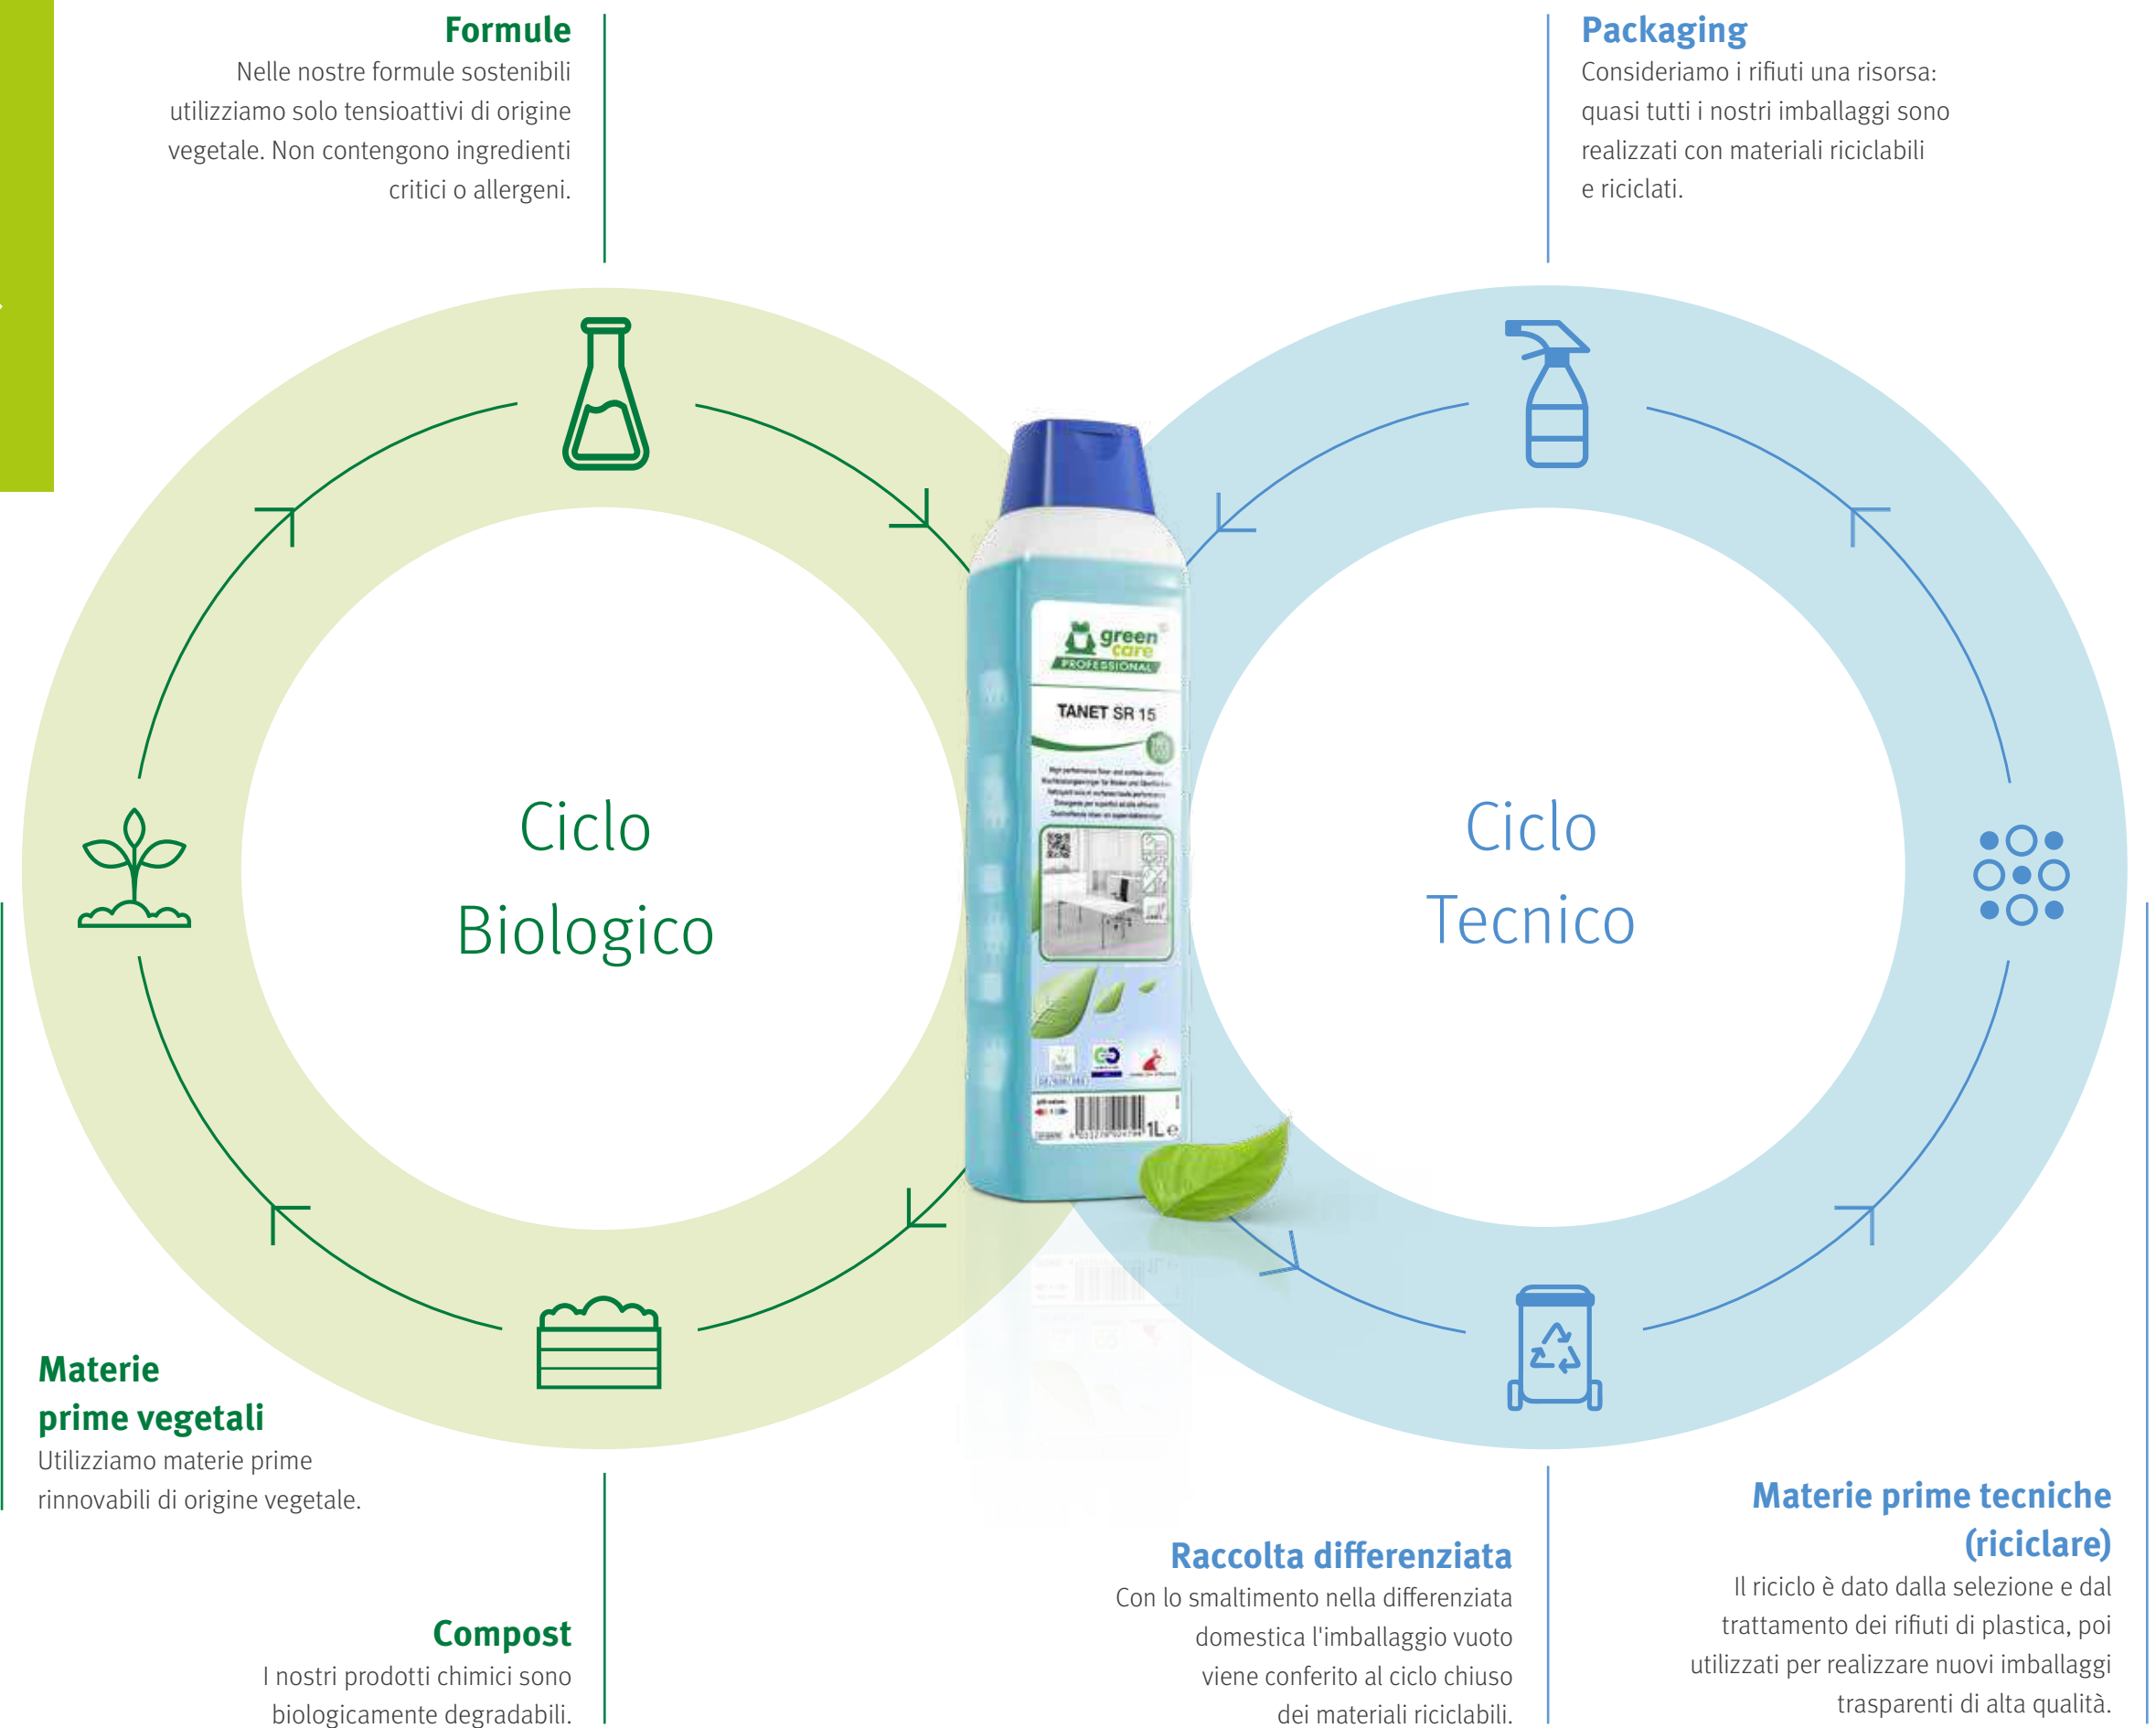 Formule
Nelle nostre formule sostenibili
utilizziamo solo tensioattivi di origine
vegetale. Non contengono ingredienti
critici o allergeni.
Packaging
Consideriamo i rifiuti una risorsa:
quasi tutti i nostri imballaggi sono
realizzati con materiali riciclabili
e riciclati.
green
care
PROFESSIONAL
TANET SR 15
1L e
Ciclo
Biologico
Ciclo
Tecnico
Materie
prime vegetali
Utilizziamo materie prime
rinnovabili di origine vegetale.
Compost
I nostri prodotti chimici sono
biologicamente degradabili.
Raccolta differenziata
Con lo smaltimento nella differenziata
domestica l'imballaggio vuoto
viene conferito al ciclo chiuso
dei materiali riciclabili.
Materie prime tecniche
(riciclare)
Il riciclo è dato dalla selezione e dal
trattamento dei rifiuti di plastica, poi
utilizzati per realizzare nuovi imballaggi
trasparenti di alta qualità.